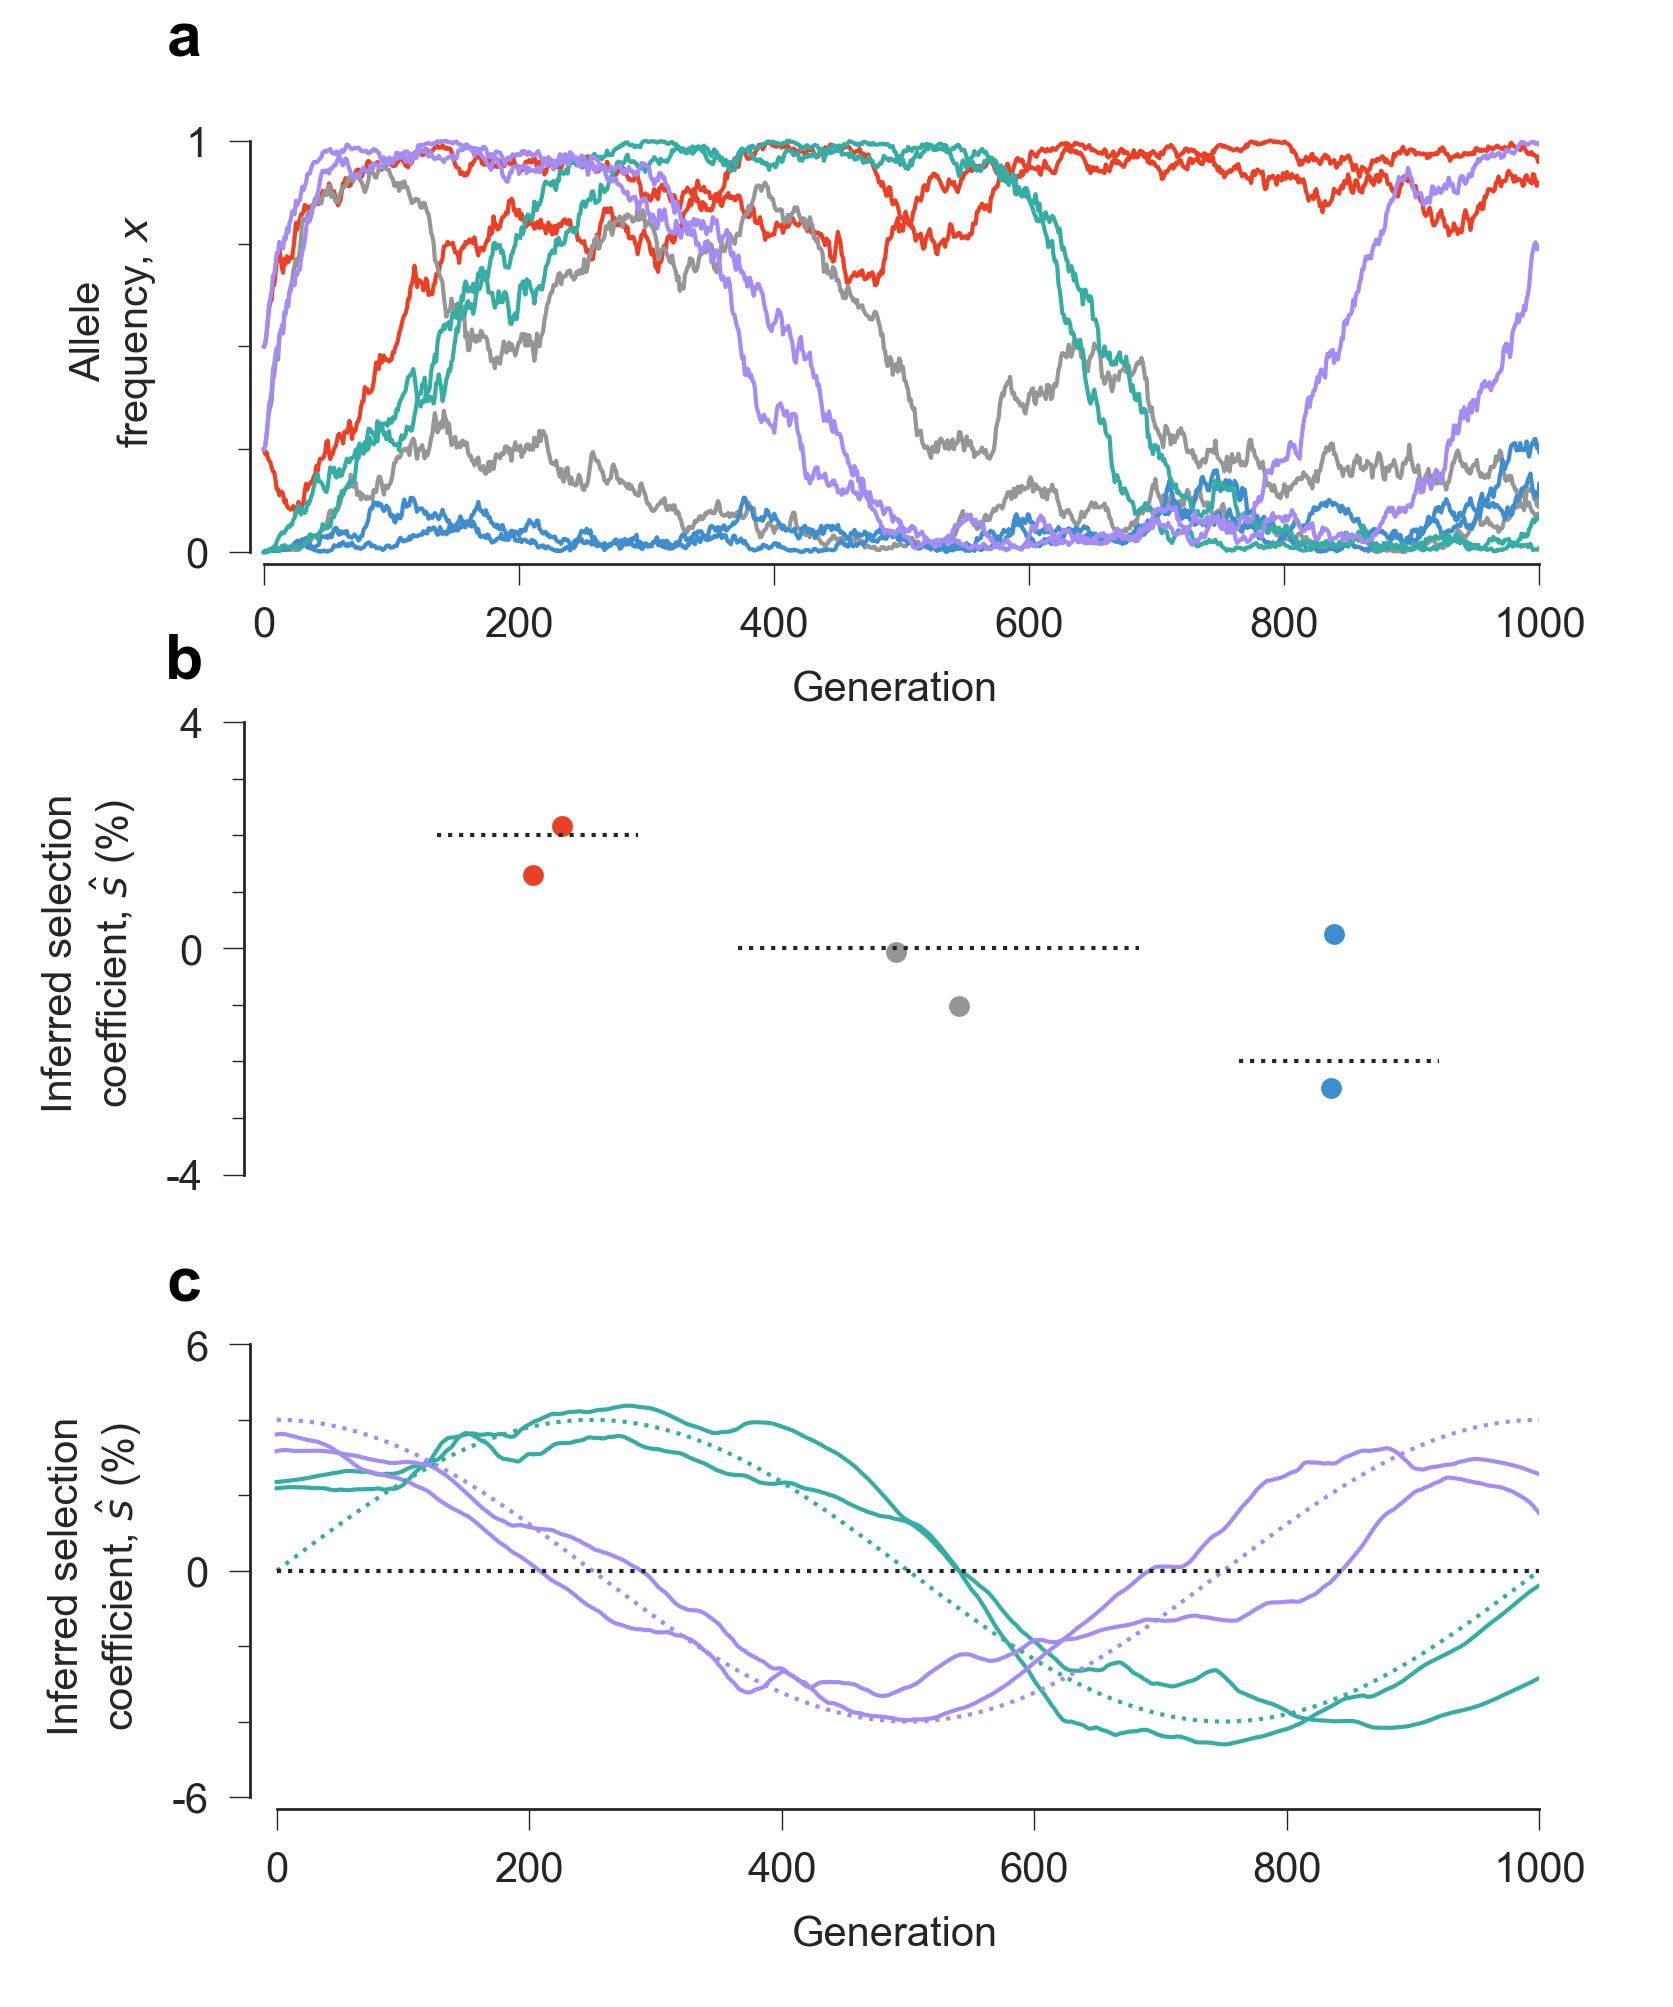 a
1
0
Allele
frequency, x
0 200 400 600 800 1000
Generation
b
4
0
-4
Inferred selection
coefficient, ŝ (%)
c
6
0
-6
Inferred selection
coefficient, ŝ (%)
0 200 400 600 800 1000
Generation